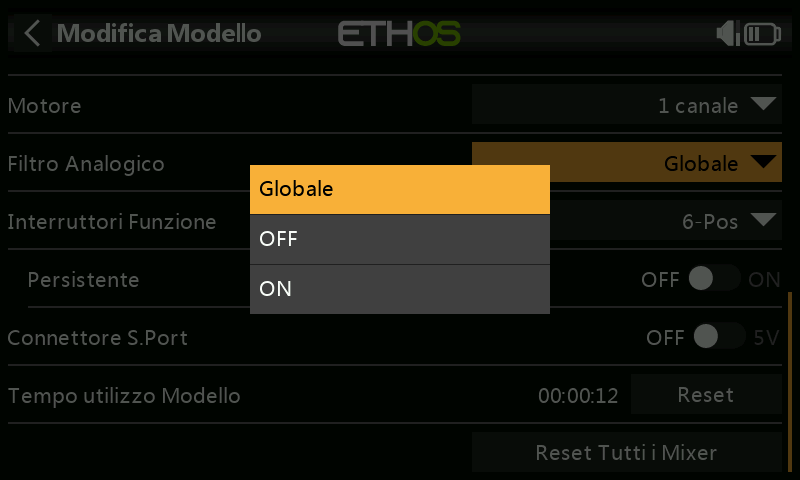 Modifica Modello
ETHOS
Motore
1 canale
Filtro Analogico
Globale
Globale
OFF
ON
Interruttori Funzione
6-Pos
Persistente
OFF
ON
Connettore S.Port
OFF
5V
Tempo utilizzo Modello
00:00:12
Reset
Reset Tutti i Mixer